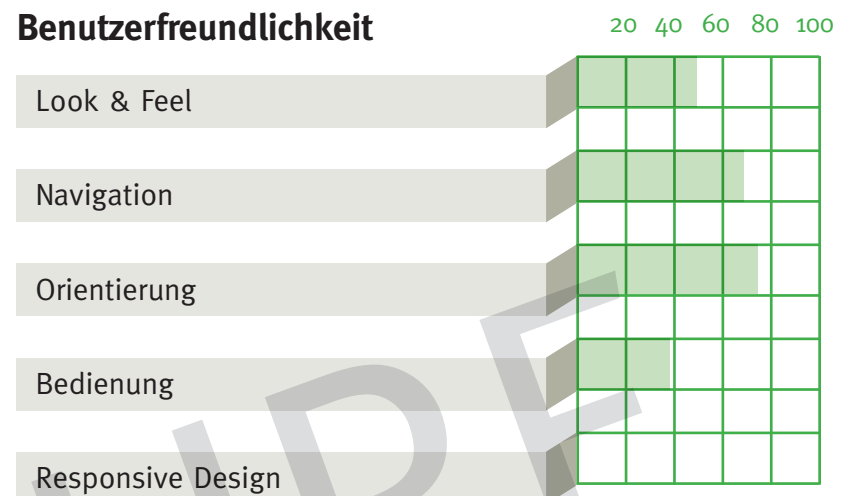 Benutzerfreundlichkeit
20 40 60 80 100
Look & Feel
Navigation
Orientierung
Bedienung
Responsive Design